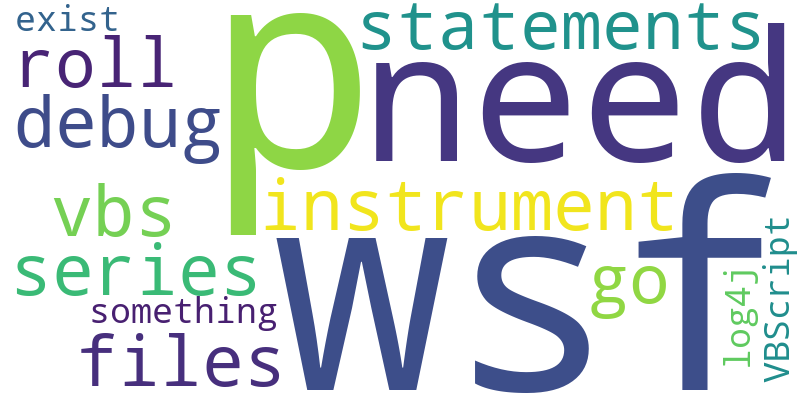 exist
statements
p
roll
need
debug
vbs
instrument
wsf
series
go
something
files
log4j
VBScript